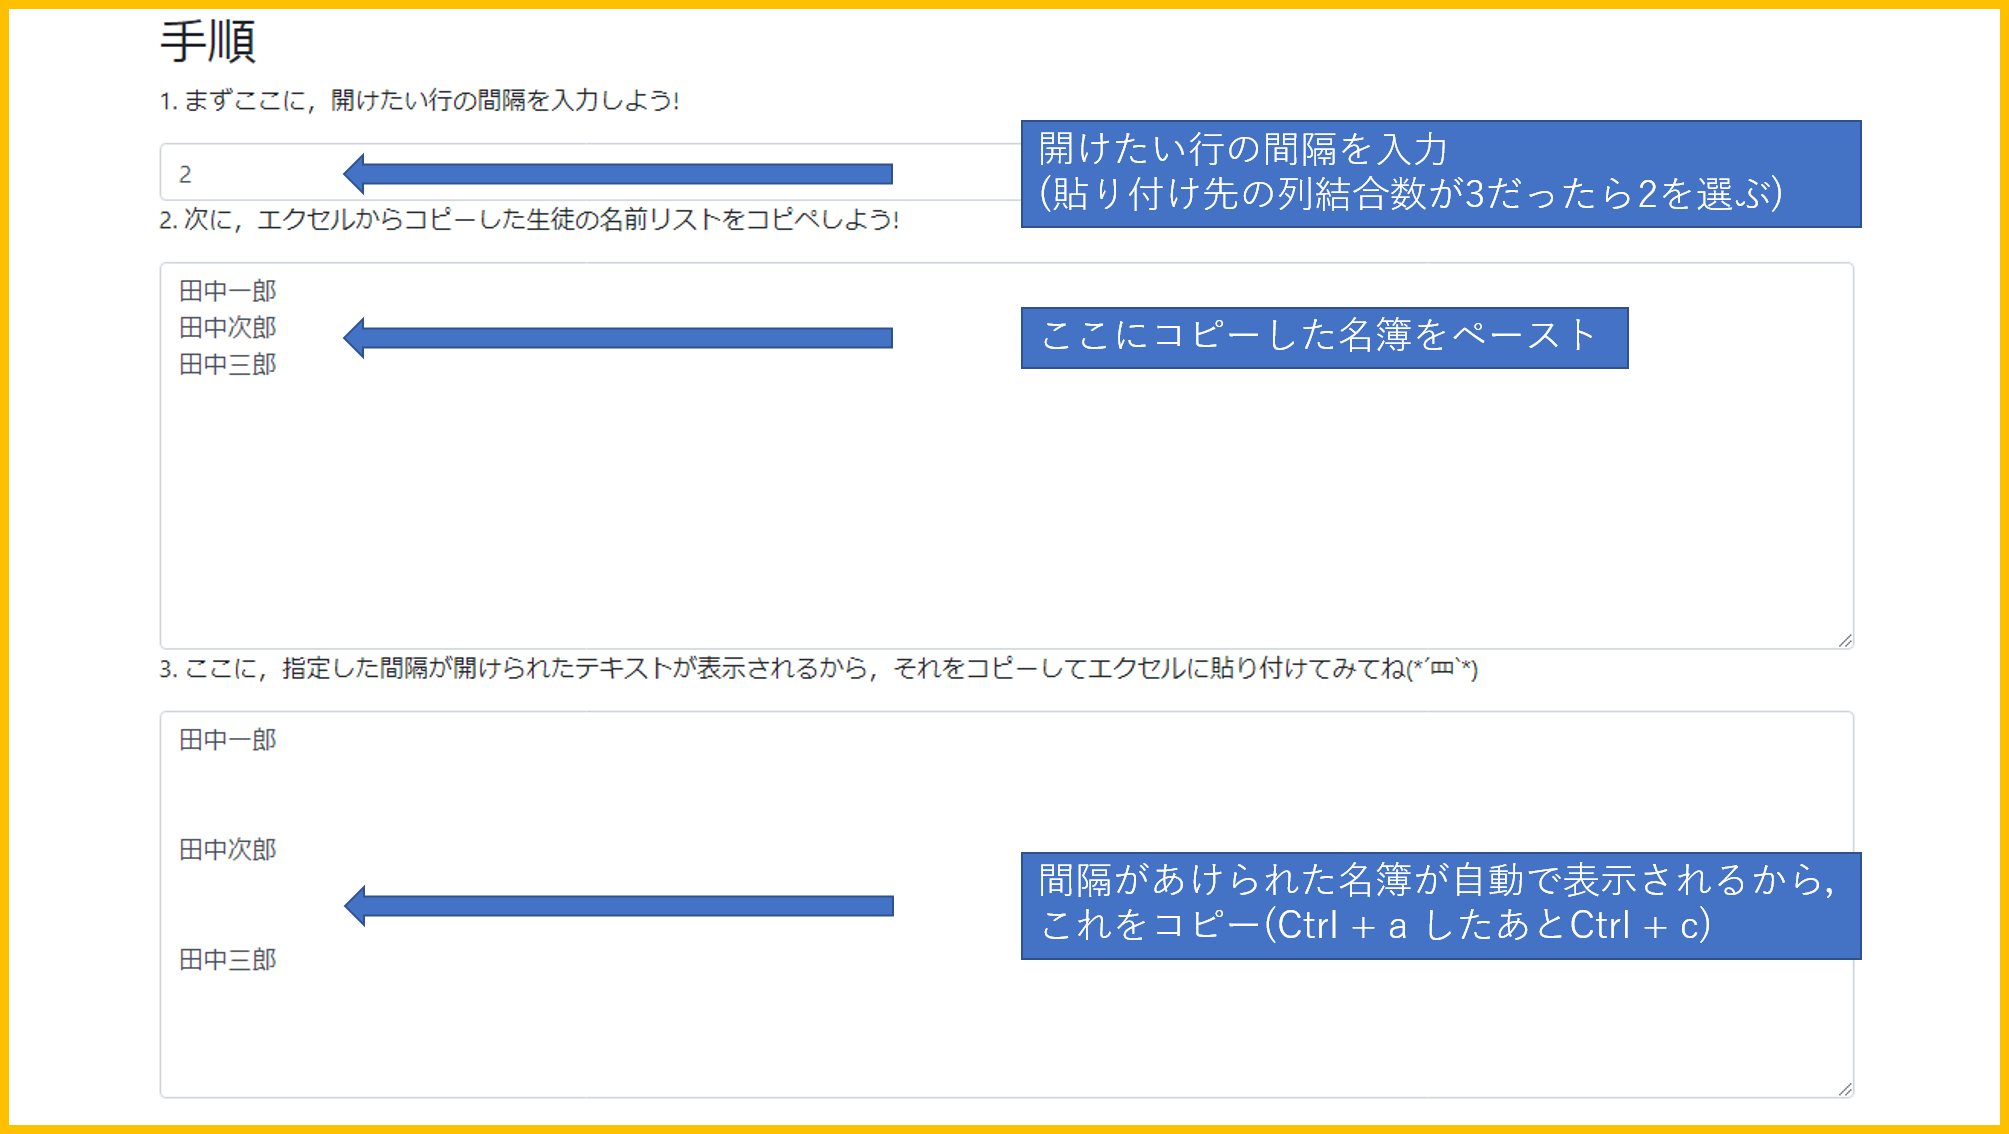 手順
1. まずここに，開けたい行の間隔を入力しよう!
2
開けたい行の間隔を入力
(貼り付け先の列結合数が3だったら2を選ぶ)
2. 次に，エクセルからコピーした生徒の名前リストをコピペしよう!
田中一郎
田中次郎
田中三郎
ここにコピーした名簿をペースト
3. ここに，指定した間隔が開けられたテキストが表示されるから，それをコピーしてエクセルに貼り付けてみてね(*´罒`*)
田中一郎
田中次郎
田中三郎
間隔があけられた名簿が自動で表示されるから,
これをコピー(Ctrl + a したあとCtrl + c)